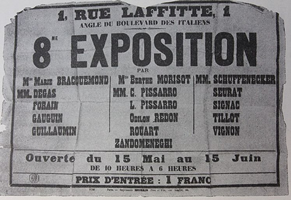 1, RUE LAFFITTE, 1
ANGLE DU BOULEVARD DES ITALIENS
8e EXPOSITION
PAR
Mme MARIE BRACQUEMOND Mme BERTHE MORISOT MM. SCHUFFENECKER
MM. DEGAS MM. C. PISSARRO SEURAT
FORAIN L. PISSARRO SIGNAC
GAUGUIN ODILON REDON TILLOT
GUILLAUMIN ROUART VIGNON
ZANDOMENEGHI
Ouverte du 15 Mai au 15 Juin
DE 10 HEURES A 6 HEURES
PRIX D'ENTRÉE : 1 FRANC